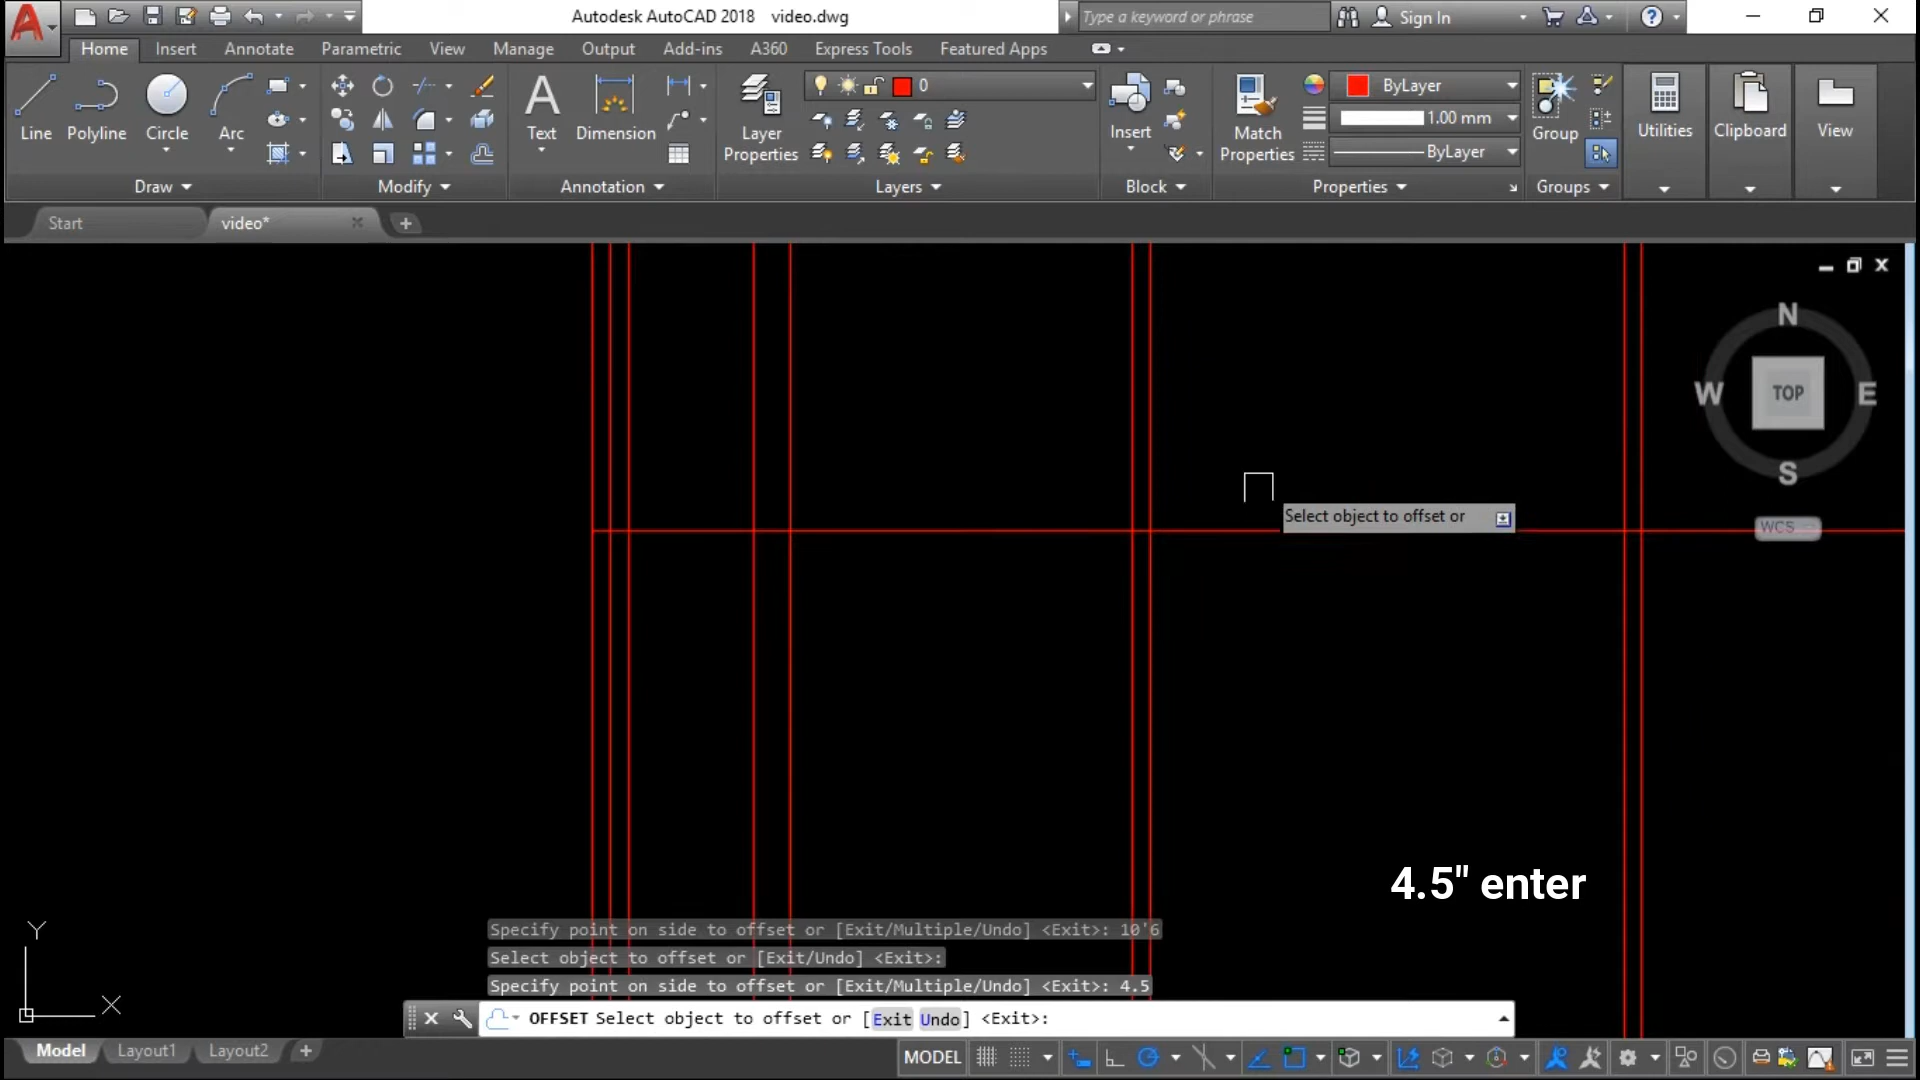 Autodesk AutoCAD 2018 video.dwg
Type a keyword or phrase
Sign In
Home Insert Annotate Parametric View Manage Output Add-ins A360 Express Tools Featured Apps
Line Polyline Circle Arc
Text Dimension
Layer
Properties
0
Insert
Match
Properties
ByLayer
1.00 mm
ByLayer
Group
Utilities
Clipboard
View
Draw Modify Annotation Layers Block Properties Groups
Start video*
N
W TOP E
S
WCS
Select object to offset or
4.5" enter
Y
X
Specify point on side to offset or [Exit/Multiple/Undo] <Exit>: 10'6
Select object to offset or [Exit/Undo] <Exit>:
Specify point on side to offset or [Exit/Multiple/Undo] <Exit>: 4.5
OFFSET Select object to offset or [Exit Undo] <Exit>:
Model Layout1 Layout2
MODEL